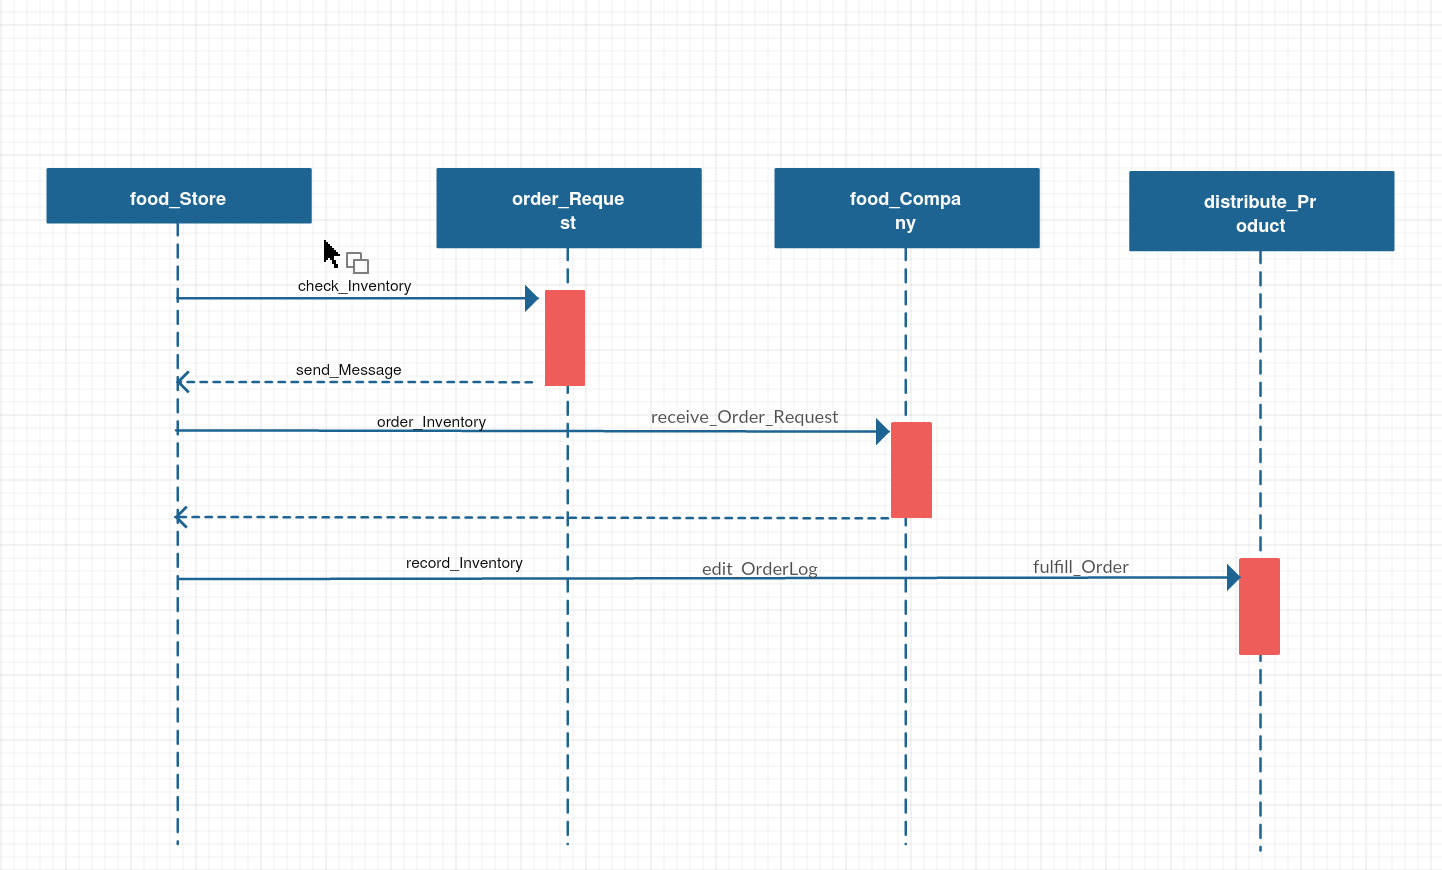 food_Store
order_Reque
st
food_Compa
ny
distribute_Pr
oduct
check_Inventory
send_Message
order_Inventory
receive_Order_Request
record_Inventory
edit_OrderLog
fulfill_Order